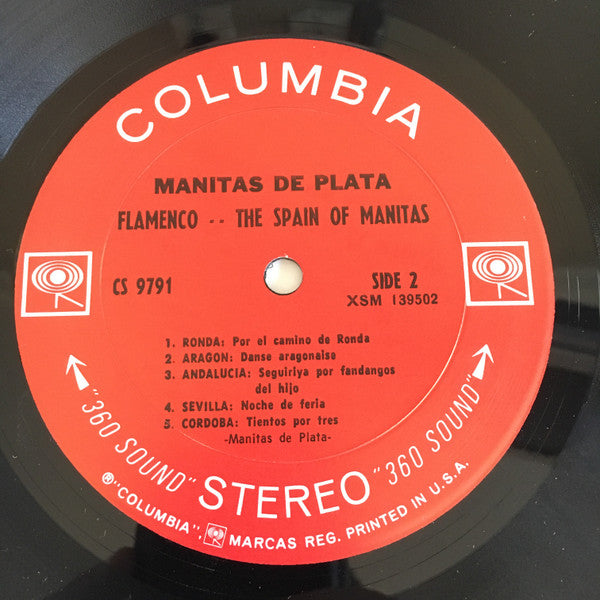 COLUMBIA
MANITAS DE PLATA
FLAMENCO -- THE SPAIN OF MANITAS
CS 9791
SIDE 2
XSM 139502
1. RONDA: Por el camino de Ronda
2. ARAGON: Danse aragonaise
3. ANDALUCIA: Seguiriya por fandangos
del hijo
4. SEVILLA: Noche de feria
5. CORDOBA: Tientos por tres
-Manitas de Plata-
"360 SOUND" STEREO "360 SOUND"
®"COLUMBIA", MARCAS REG. PRINTED IN U.S.A.